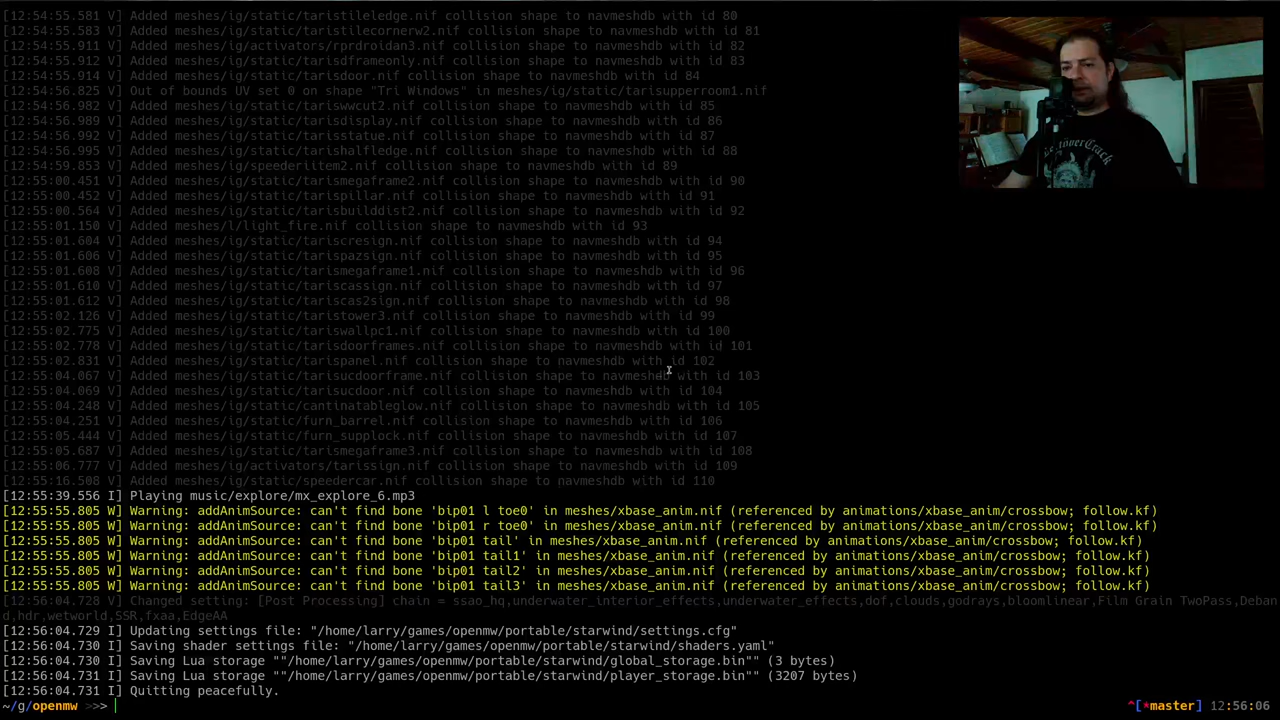 [12:54:55.581 V] Added meshes/ig/static/taristileledge.nif collision shape to navmeshdb with id 80
[12:54:55.583 V] Added meshes/ig/static/taristilecornerw2.nif collision shape to navmeshdb with id 81
[12:54:55.911 V] Added meshes/ig/activators/rprdroidan3.nif collision shape to navmeshdb with id 82
[12:54:55.912 V] Added meshes/ig/static/tarisdframeonly.nif collision shape to navmeshdb with id 83
[12:54:55.914 V] Added meshes/ig/static/tarisdoor.nif collision shape to navmeshdb with id 84
[12:54:56.825 V] Out of bounds UV set 0 on shape "Tri Windows" in meshes/ig/static/tarisupperroom1.nif
[12:54:56.982 V] Added meshes/ig/static/tariswwcut2.nif collision shape to navmeshdb with id 85
[12:54:56.989 V] Added meshes/ig/static/tarisdisplay.nif collision shape to navmeshdb with id 86
[12:54:56.992 V] Added meshes/ig/static/tarisstatue.nif collision shape to navmeshdb with id 87
[12:54:56.995 V] Added meshes/ig/static/tarshalfledge.nif collision shape to navmeshdb with id 88
[12:54:59.853 V] Added meshes/ig/speederiitem2.nif collision shape to navmeshdb with id 89
[12:55:00.451 V] Added meshes/ig/static/tarismegaframe2.nif collision shape to navmeshdb with id 90
[12:55:00.452 V] Added meshes/ig/static/tarispillar.nif collision shape to navmeshdb with id 91
[12:55:00.564 V] Added meshes/ig/static/tarisbuilddist2.nif collision shape to navmeshdb with id 92
[12:55:01.150 V] Added meshes/l/light_fire.nif collision shape to navmeshdb with id 93
[12:55:01.604 V] Added meshes/ig/static/tariscresign.nif collision shape to navmeshdb with id 94
[12:55:01.606 V] Added meshes/ig/static/tarispazsign.nif collision shape to navmeshdb with id 95
[12:55:01.608 V] Added meshes/ig/static/tarismegaframe1.nif collision shape to navmeshdb with id 96
[12:55:01.610 V] Added meshes/ig/static/tariscassign.nif collision shape to navmeshdb with id 97
[12:55:01.612 V] Added meshes/ig/static/tariscas2sign.nif collision shape to navmeshdb with id 98
[12:55:02.126 V] Added meshes/ig/static/taristower3.nif collision shape to navmeshdb with id 99
[12:55:02.775 V] Added meshes/ig/static/tariswallpc1.nif collision shape to navmeshdb with id 100
[12:55:02.778 V] Added meshes/ig/static/tarisdoorframes.nif collision shape to navmeshdb with id 101
[12:55:02.831 V] Added meshes/ig/static/tarispanel.nif collision shape to navmeshdb with id 102
[12:55:04.067 V] Added meshes/ig/static/tarisucdoorframe.nif collision shape to navmeshdb with id 103
[12:55:04.069 V] Added meshes/ig/static/tarisucdoor.nif collision shape to navmeshdb with id 104
[12:55:04.248 V] Added meshes/ig/static/cantinatableglow.nif collision shape to navmeshdb with id 105
[12:55:04.251 V] Added meshes/ig/static/furn_barrel.nif collision shape to navmeshdb with id 106
[12:55:05.444 V] Added meshes/ig/static/furn_supplock.nif collision shape to navmeshdb with id 107
[12:55:05.687 V] Added meshes/ig/static/tarismegaframe3.nif collision shape to navmeshdb with id 108
[12:55:06.777 V] Added meshes/ig/activators/tarissign.nif collision shape to navmeshdb with id 109
[12:55:16.508 V] Added meshes/ig/static/speedercar.nif collision shape to navmeshdb with id 110
[12:55:39.556 I] Playing music/explore/mx_explore_6.mp3
[12:55:55.805 W] Warning: addAnimSource: can't find bone 'bip01 l toe0' in meshes/xbase_anim.nif (referenced by animations/xbase_anim/crossbow; follow.kf)
[12:55:55.805 W] Warning: addAnimSource: can't find bone 'bip01 r toe0' in meshes/xbase_anim.nif (referenced by animations/xbase_anim/crossbow; follow.kf)
[12:55:55.805 W] Warning: addAnimSource: can't find bone 'bip01 tail' in meshes/xbase_anim.nif (referenced by animations/xbase_anim/crossbow; follow.kf)
[12:55:55.805 W] Warning: addAnimSource: can't find bone 'bip01 tail1' in meshes/xbase_anim.nif (referenced by animations/xbase_anim/crossbow; follow.kf)
[12:55:55.805 W] Warning: addAnimSource: can't find bone 'bip01 tail2' in meshes/xbase_anim.nif (referenced by animations/xbase_anim/crossbow; follow.kf)
[12:55:55.805 W] Warning: addAnimSource: can't find bone 'bip01 tail3' in meshes/xbase_anim.nif (referenced by animations/xbase_anim/crossbow; follow.kf)
[12:56:04.728 V] Changed setting: [Post Processing] chain = ssao_hq,underwater_interior_effects,underwater_effects,dof,clouds,godrays,bloomlinear,Film Grain TwoPass,Deban
d,hdr,wetworld,SSR,fxaa,EdgeAA
[12:56:04.729 I] Updating settings file: "/home/larry/games/openmw/portable/starwind/settings.cfg"
[12:56:04.730 I] Saving shader settings file: "/home/larry/games/openmw/portable/starwind/shaders.yaml"
[12:56:04.730 I] Saving Lua storage ""/home/larry/games/openmw/portable/starwind/global_storage.bin"" (3 bytes)
[12:56:04.731 I] Saving Lua storage ""/home/larry/games/openmw/portable/starwind/player_storage.bin"" (3207 bytes)
[12:56:04.731 I] Quitting peacefully.
~/g/openmw >>> ^[*master] 12:56:06